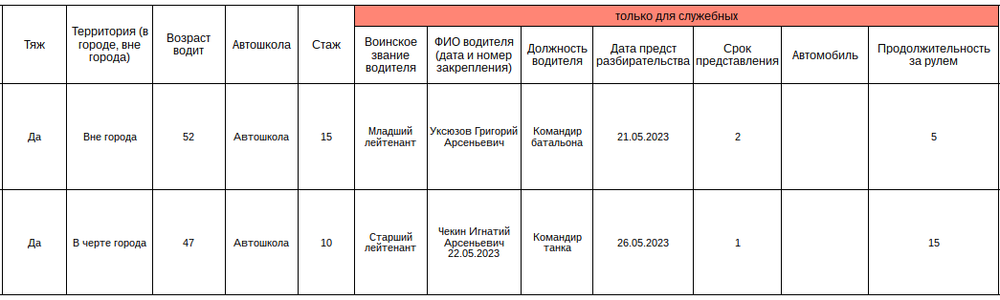 только для служебных
Тяж
Территория (в
городе, вне
города)
Возраст
водит
Автошкола
Стаж
Воинское
звание
водителя
ФИО водителя
(дата и номер
закрепления)
Должность
водителя
Дата предст
разбирательства
Срок
представления
Автомобиль
Продолжительность
за рулем
Да
Вне города
52
Автошкола
15
Младший
лейтенант
Уксюзов Григорий
Арсеньевич
Командир
батальона
21.05.2023
2
5
Да
В черте города
47
Автошкола
10
Старший
лейтенант
Чекин Игнатий
Арсеньевич
22.05.2023
Командир
танка
26.05.2023
1
15